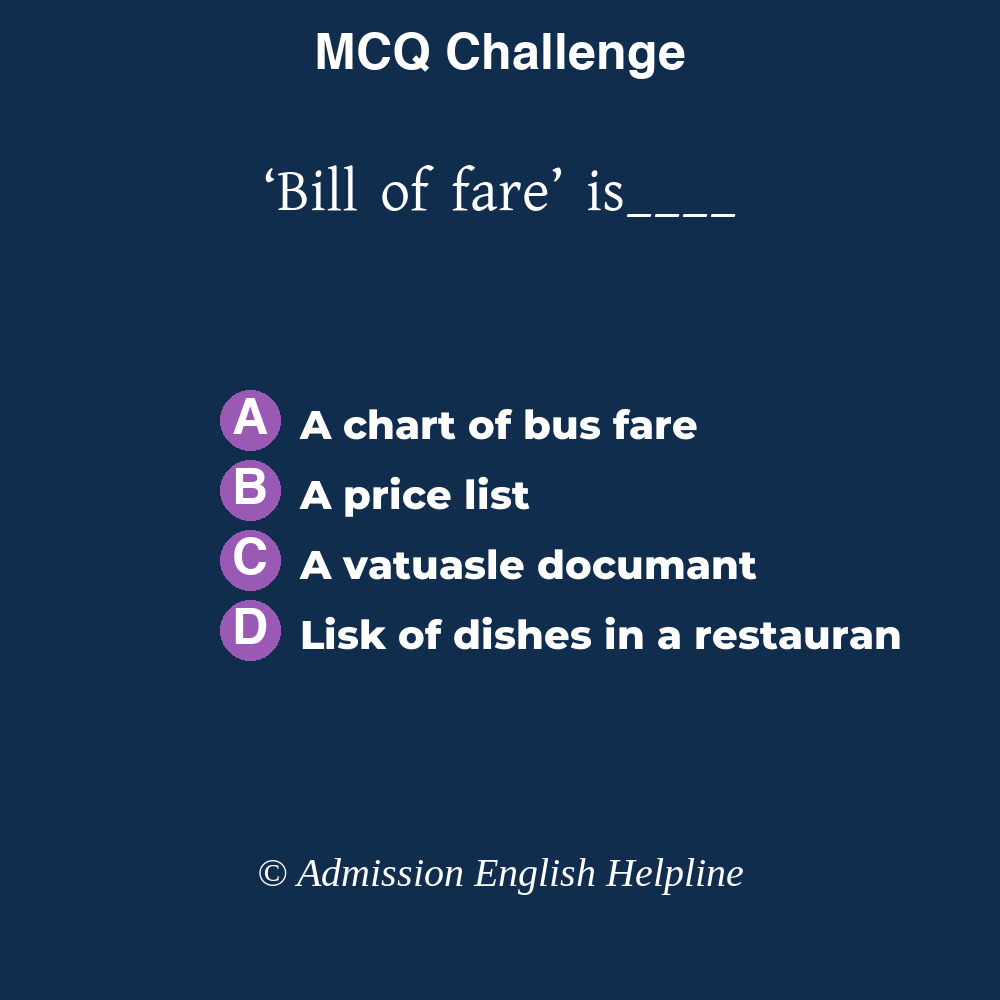 MCQ Challenge
‘Bill of fare’ is____
A A chart of bus fare
B A price list
C A vatuasle documant
D Lisk of dishes in a restauran
© Admission English Helpline